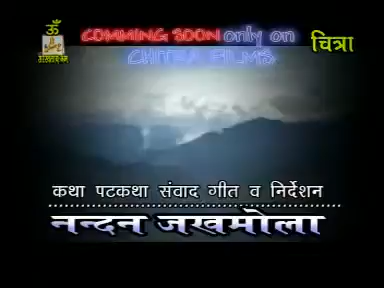 ॐ
COMMING SOON only on
CHITRA FILMS
चित्रा
कथा पटकथा संवाद गीत व निर्देशन
नन्दन जखमोला